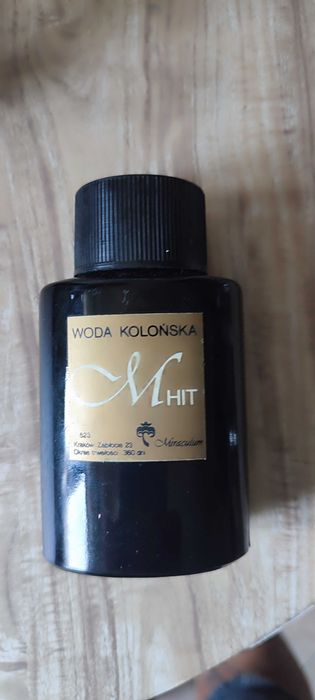 WODA KOLOŃSKA
M HIT
523
Kraków Zabłocie 23
Okres trwałości 360 dni
Miraculum